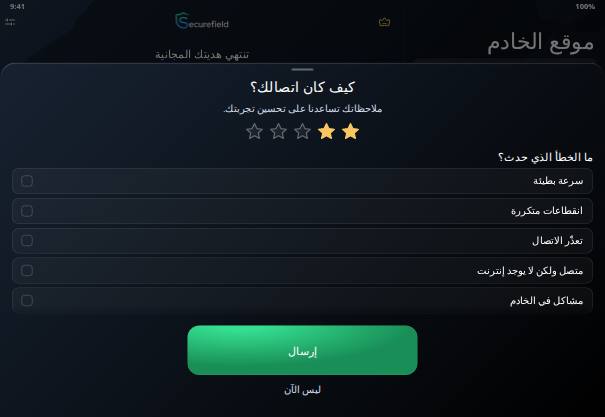 9:41
100%
Securefield
موقع الخادم
تنتهي هديتك المجانية
كيف كان اتصالك؟
ملاحظاتك تساعدنا على تحسين تجربتك.
ما الخطأ الذي حدث؟
سرعة بطيئة
انقطاعات متكررة
تعذّر الاتصال
متصل ولكن لا يوجد إنترنت
مشاكل في الخادم
إرسال
ليس الآن